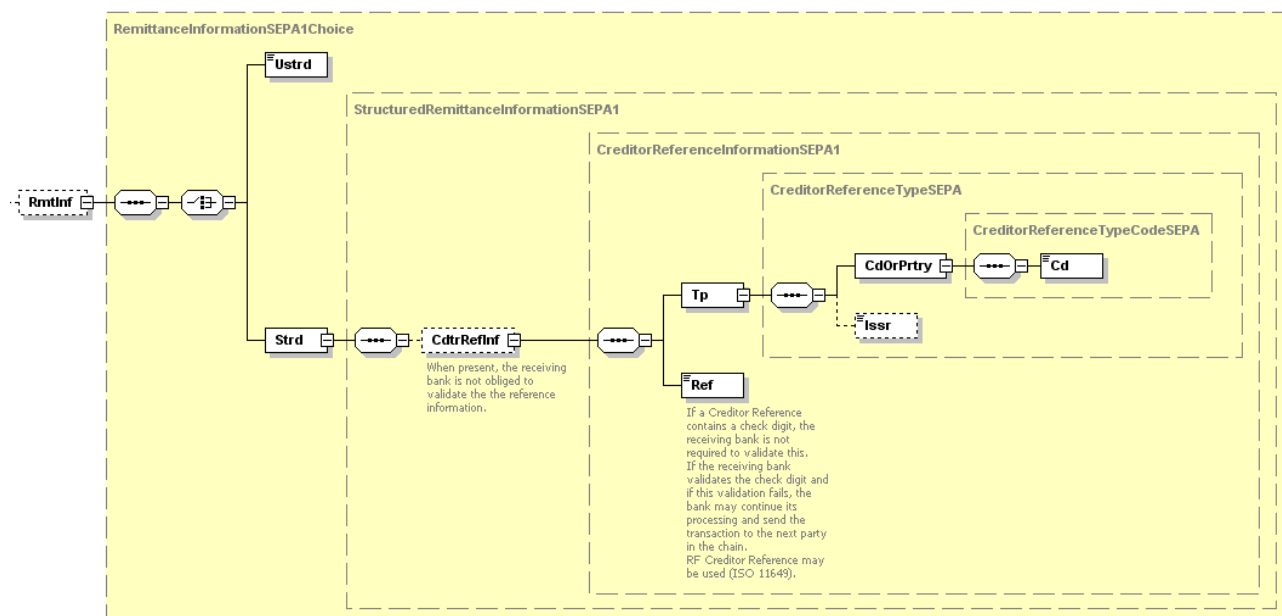 RemittanceInformationSEPA1Choice
Ustrd
StructuredRemittanceInformationSEPA1
CreditorReferenceInformationSEPA1
CreditorReferenceTypeSEPA
RmtInf
CreditorReferenceTypeCodeSEPA
CdOrPrtry
Cd
Tp
Issr
Strd
CdtrRefInf
When present, the receiving
bank is not obliged to
validate the the reference
information.
Ref
If a Creditor Reference
contains a check digit, the
receiving bank is not
required to validate this.
If the receiving bank
validates the check digit and
if this validation fails, the
bank may continue its
processing and send the
transaction to the next party
in the chain.
RF Creditor Reference may
be used (ISO 11649).